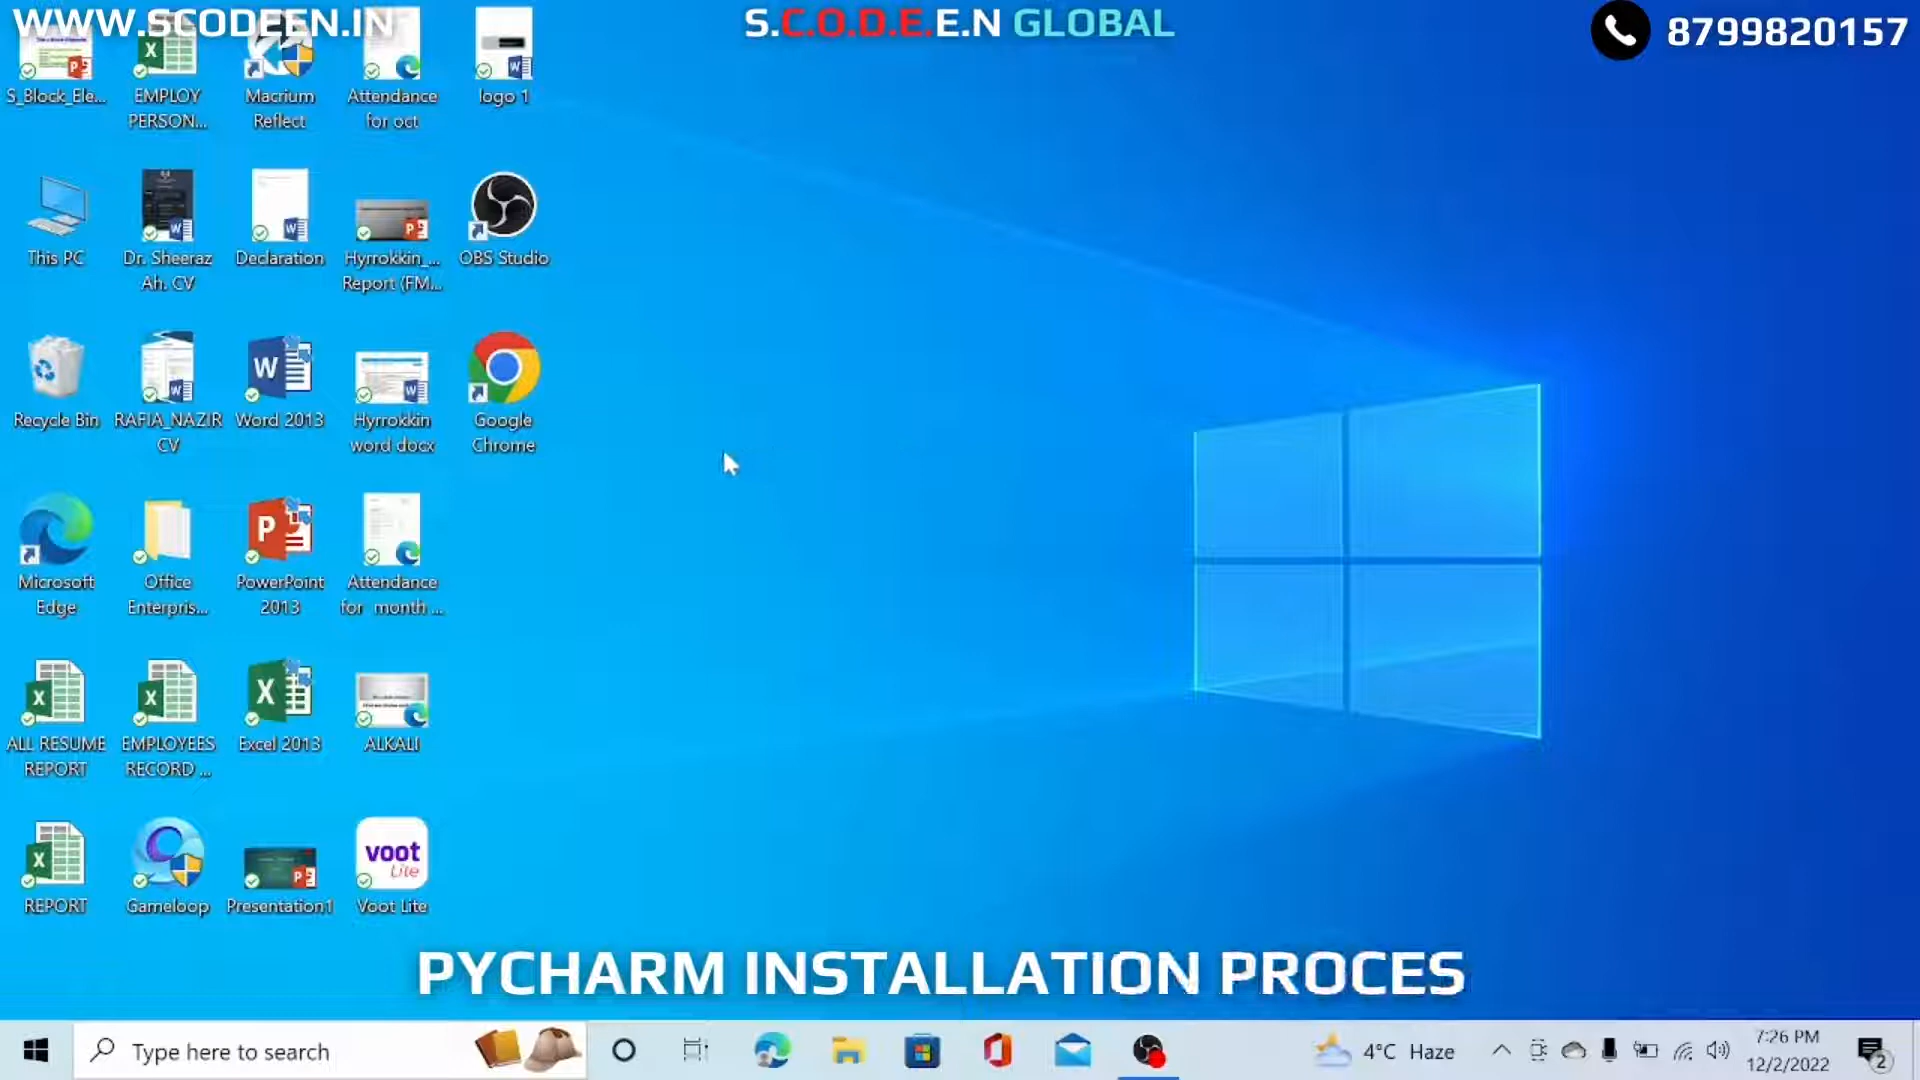 WWW.SCODEEN.IN
S.C.O.D.E.E.N GLOBAL
8799820157
S_Block_Ele...
EMPLOY
PERSON...
Macrium
Reflect
Attendance
for oct
logo 1
This PC
Dr. Sheeraz
Ah. CV
Declaration
Hyrrokkin_...
Report (FM...
OBS Studio
Recycle Bin
RAFIA_NAZIR
CV
Word 2013
Hyrrokkin
word docx
Google
Chrome
Microsoft
Edge
Office
Enterpris...
PowerPoint
2013
Attendance
for month ...
ALL RESUME
REPORT
EMPLOYEES
RECORD ...
Excel 2013
ALKALI
REPORT
Gameloop
Presentation1
voot
Lite
Voot Lite
PYCHARM INSTALLATION PROCES
Type here to search
4°C Haze
7:26 PM
12/2/2022
2